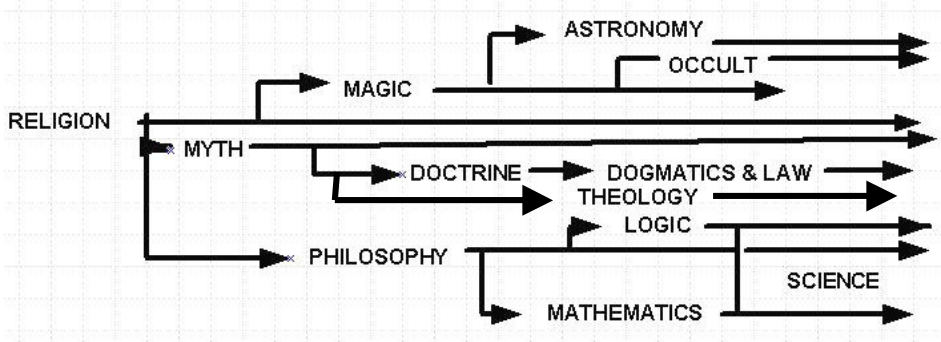 ASTRONOMY
OCCULT
MAGIC
RELIGION
MYTH
DOCTRINE
DOGMATICS & LAW
THEOLOGY
LOGIC
PHILOSOPHY
SCIENCE
MATHEMATICS